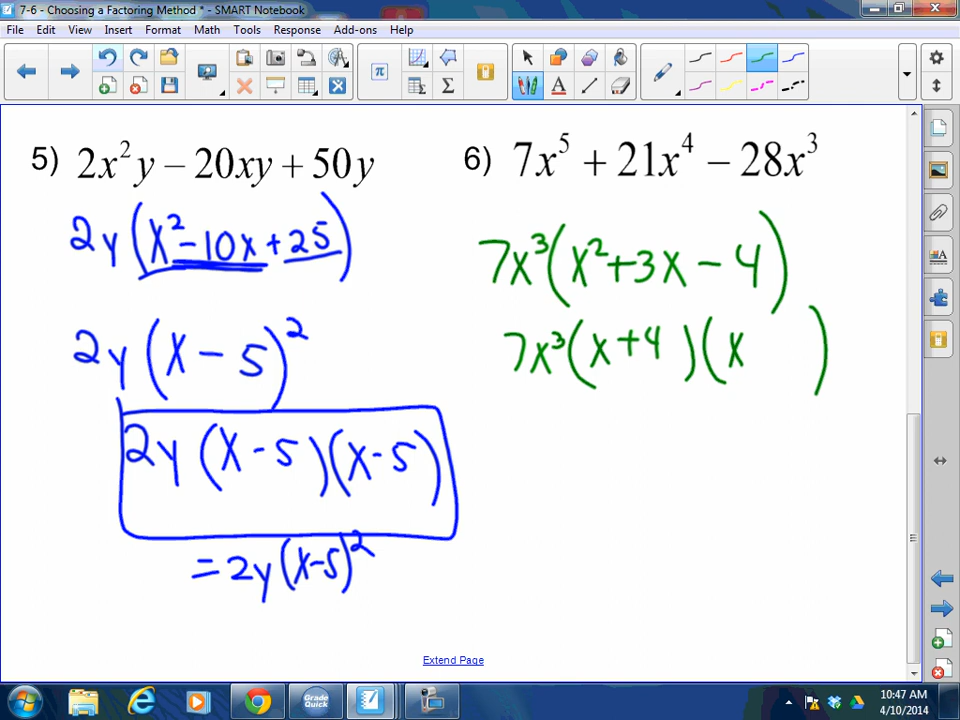 7-6 - Choosing a Factoring Method * - SMART Notebook
File Edit View Insert Format Math Tools Response Add-ons Help
5) 2x²y − 20xy + 50y
2y(x² − 10x + 25)
2y(x − 5)²
2y(x − 5)(x − 5)
= 2y(x − 5)²
6) 7x⁵ + 21x⁴ − 28x³
7x³(x² + 3x − 4)
7x³(x + 4)(x )
Extend Page
Grade Quick
10:47 AM
4/10/2014